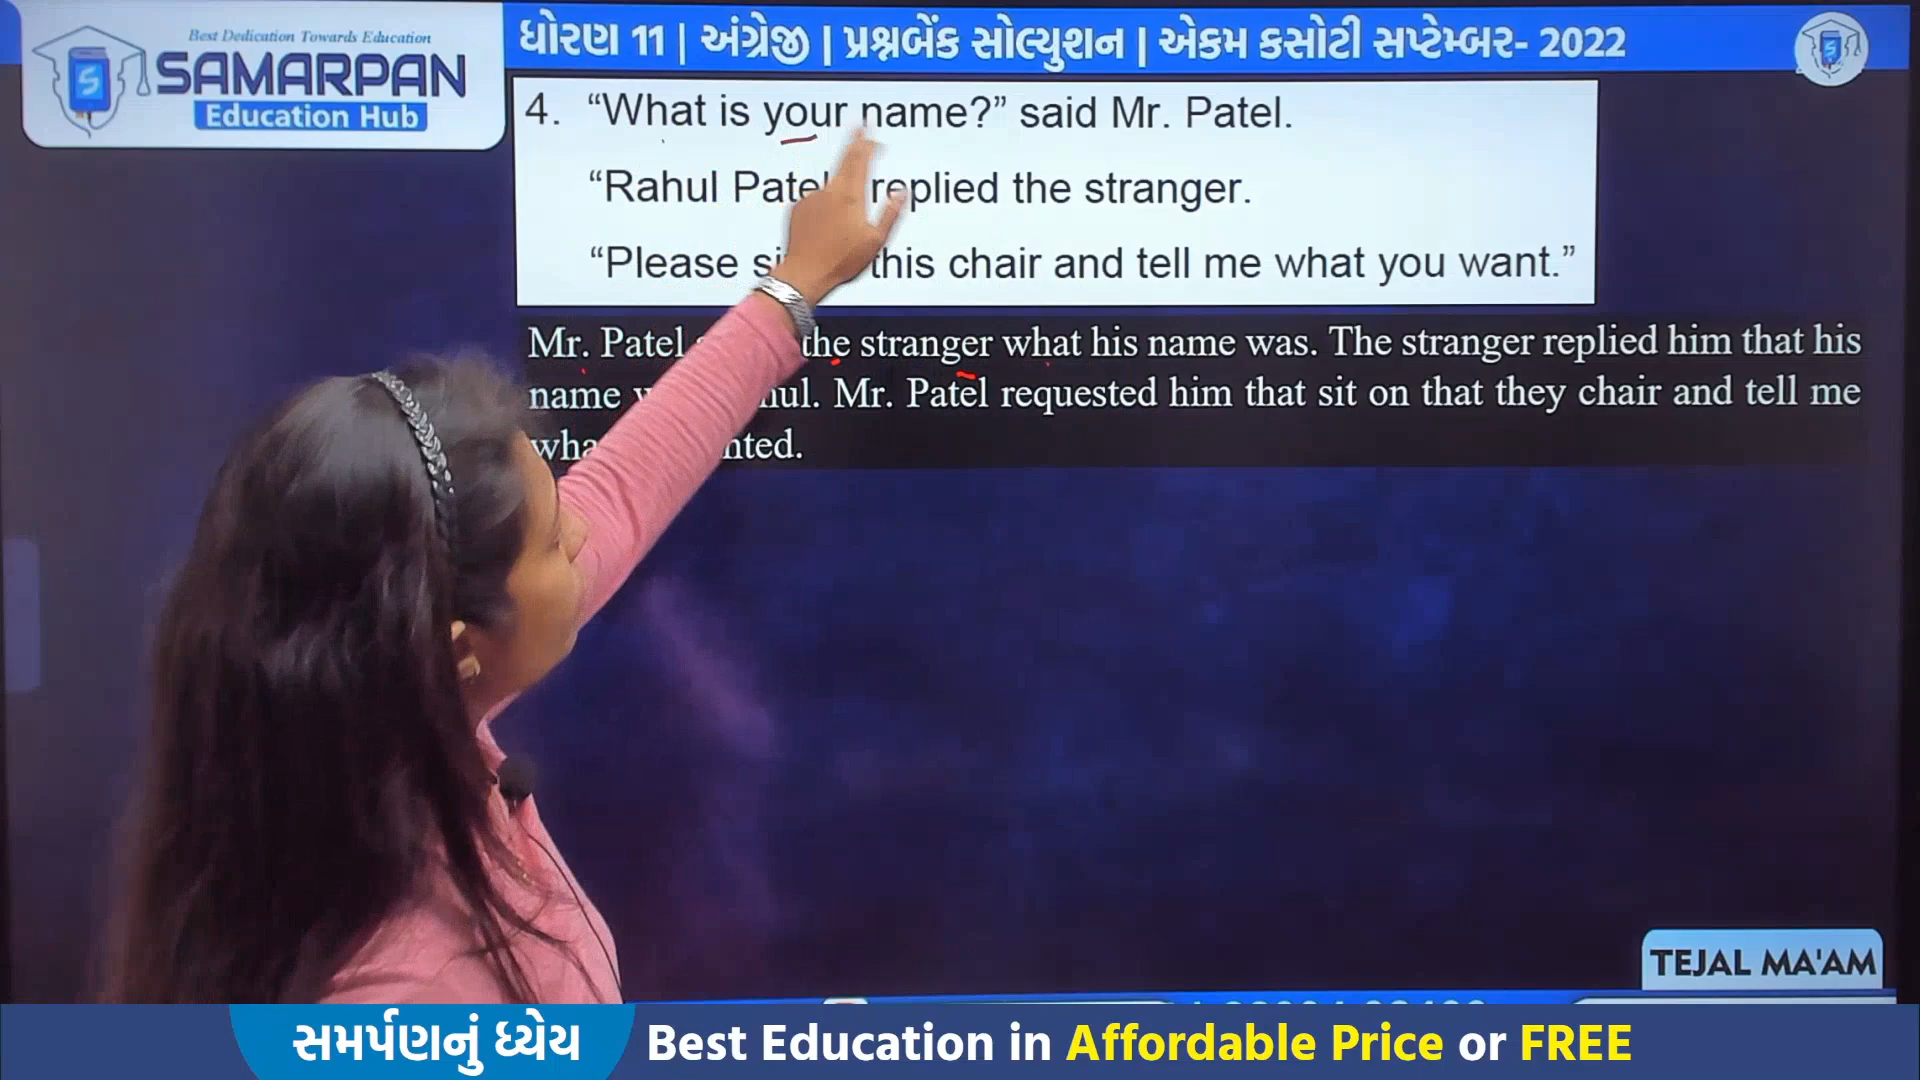 Best Dedication Towards Education
SAMARPAN
Education Hub
ધોરણ 11 | અંગ્રેજી | પ્રશ્નબેંક સોલ્યુશન | એકમ કસોટી સપ્ટેમ્બર- 2022
4. “What is your name?” said Mr. Patel.
“Rahul Patel replied the stranger.
“Please this chair and tell me what you want.”
Mr. Patel the stranger what his name was. The stranger replied him that his
name Mr. Patel requested him that sit on that they chair and tell me
TEJAL MA'AM
સમર્પણનું ધ્યેય
Best Education in Affordable Price or FREE